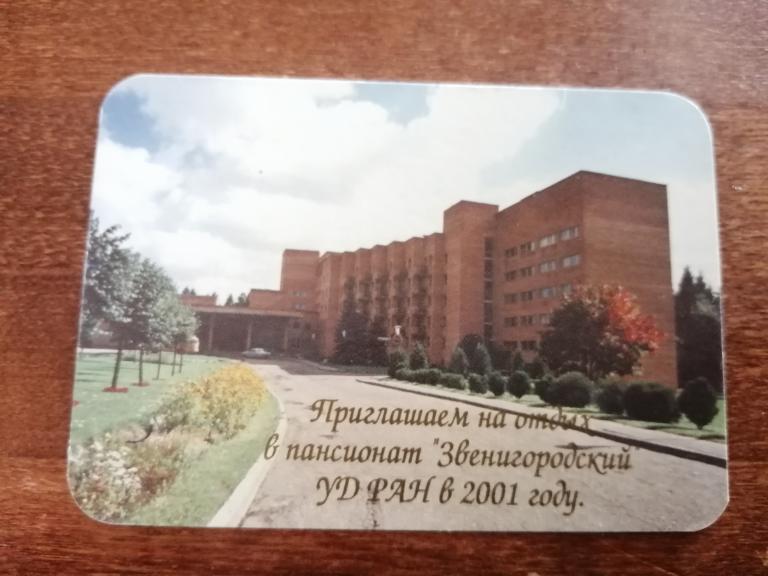 Приглашаем на отдых
в пансионат "Звенигородский"
УД РАН в 2001 году.